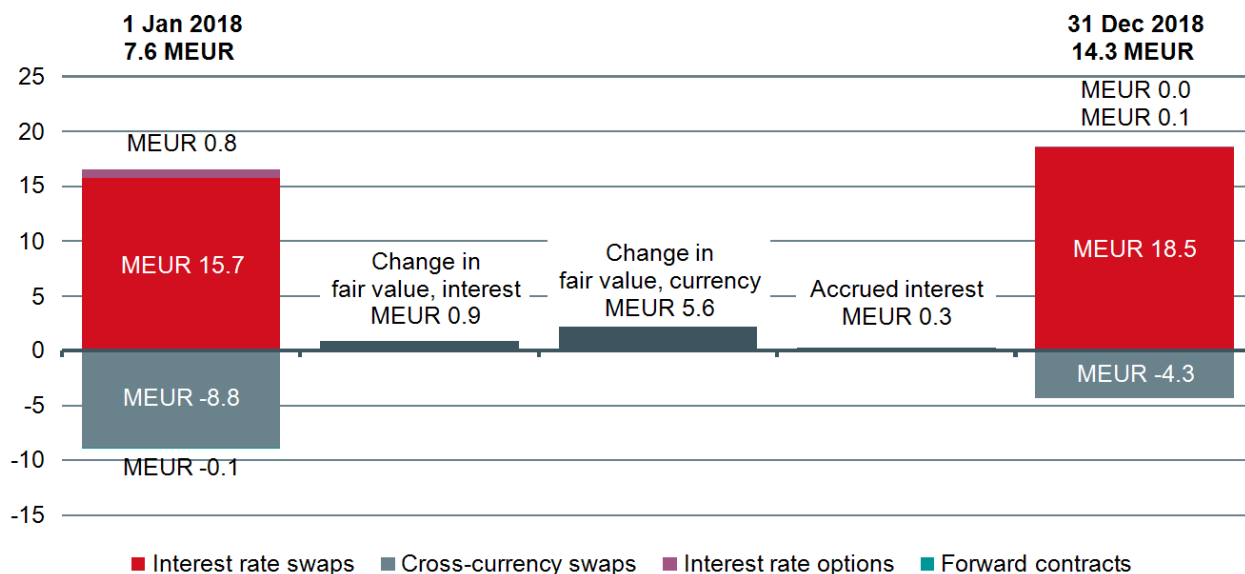 1 Jan 2018
7.6 MEUR
31 Dec 2018
14.3 MEUR
25
20
15
10
5
0
-5
-10
-15
MEUR 0.8
MEUR 15.7
MEUR -8.8
MEUR -0.1
Change in
fair value, interest
MEUR 0.9
Change in
fair value, currency
MEUR 5.6
Accrued interest
MEUR 0.3
MEUR 0.0
MEUR 0.1
MEUR 18.5
MEUR -4.3
Interest rate swaps
Cross-currency swaps
Interest rate options
Forward contracts